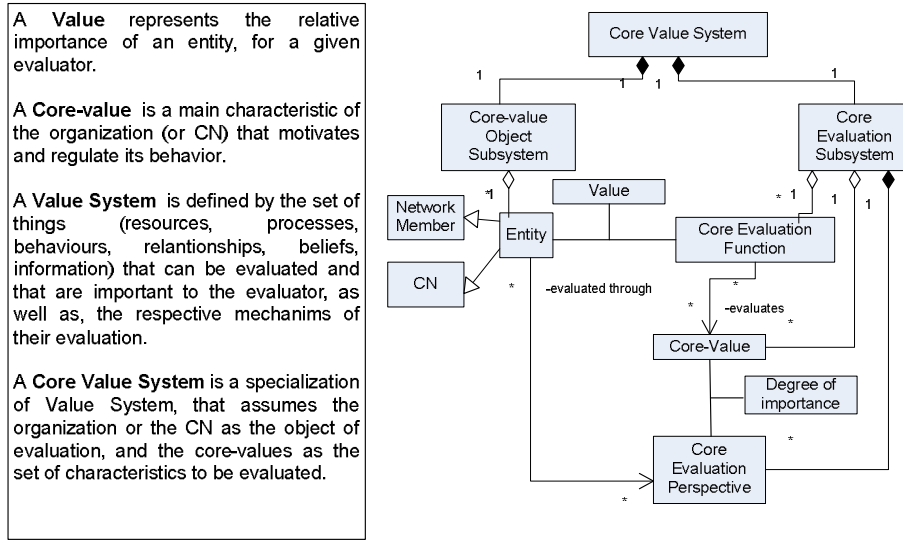 A Value represents the relative
importance of an entity, for a given
evaluator.
A Core-value is a main characteristic of
the organization (or CN) that motivates
and regulate its behavior.
A Value System is defined by the set of
things (resources, processes,
behaviours, relantionships, beliefs,
information) that can be evaluated and
that are important to the evaluator, as
well as, the respective mechanims of
their evaluation.
A Core Value System is a specialization
of Value System, that assumes the
organization or the CN as the object of
evaluation, and the core-values as the
set of characteristics to be evaluated.
Core Value System
1
1
1
1
Core-value
Object
Subsystem
Core
Evaluation
Subsystem
*
1
Value
*
1
1
1
Network
Member
Entity
Core Evaluation
Function
CN
*
-evaluated through
*
*
-evaluates
*
Core-Value
Degree of
importance
*
Core
Evaluation
Perspective
*